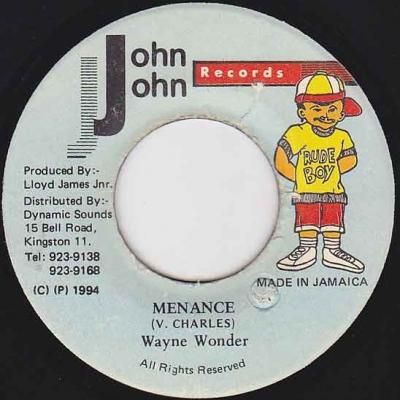 John
John
Records
RUDE
BOY
Produced By:-
Lloyd James Jnr.
Distributed By:-
Dynamic Sounds
15 Bell Road,
Kingston 11.
Tel: 923-9138
923-9168
(C) (P) 1994
MADE IN JAMAICA
MENANCE
(V. CHARLES)
Wayne Wonder
All Rights Reserved